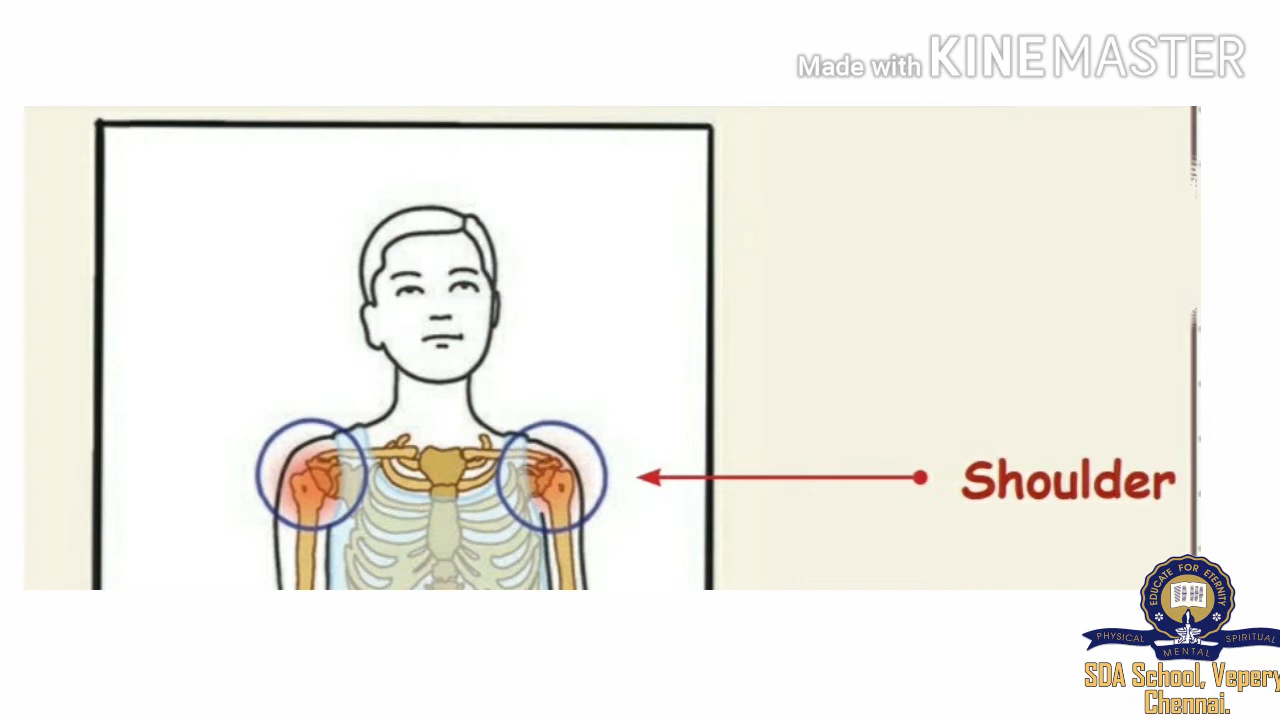 Made with KINEMASTER
Shoulder
EDUCATE FOR ETERNITY
PHYSICAL MENTAL SPIRITUAL
SDA School, Vepery
Chennai.